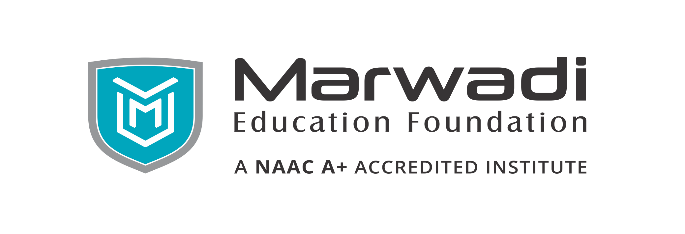 Marwadi
Education Foundation
A NAAC A+ ACCREDITED INSTITUTE